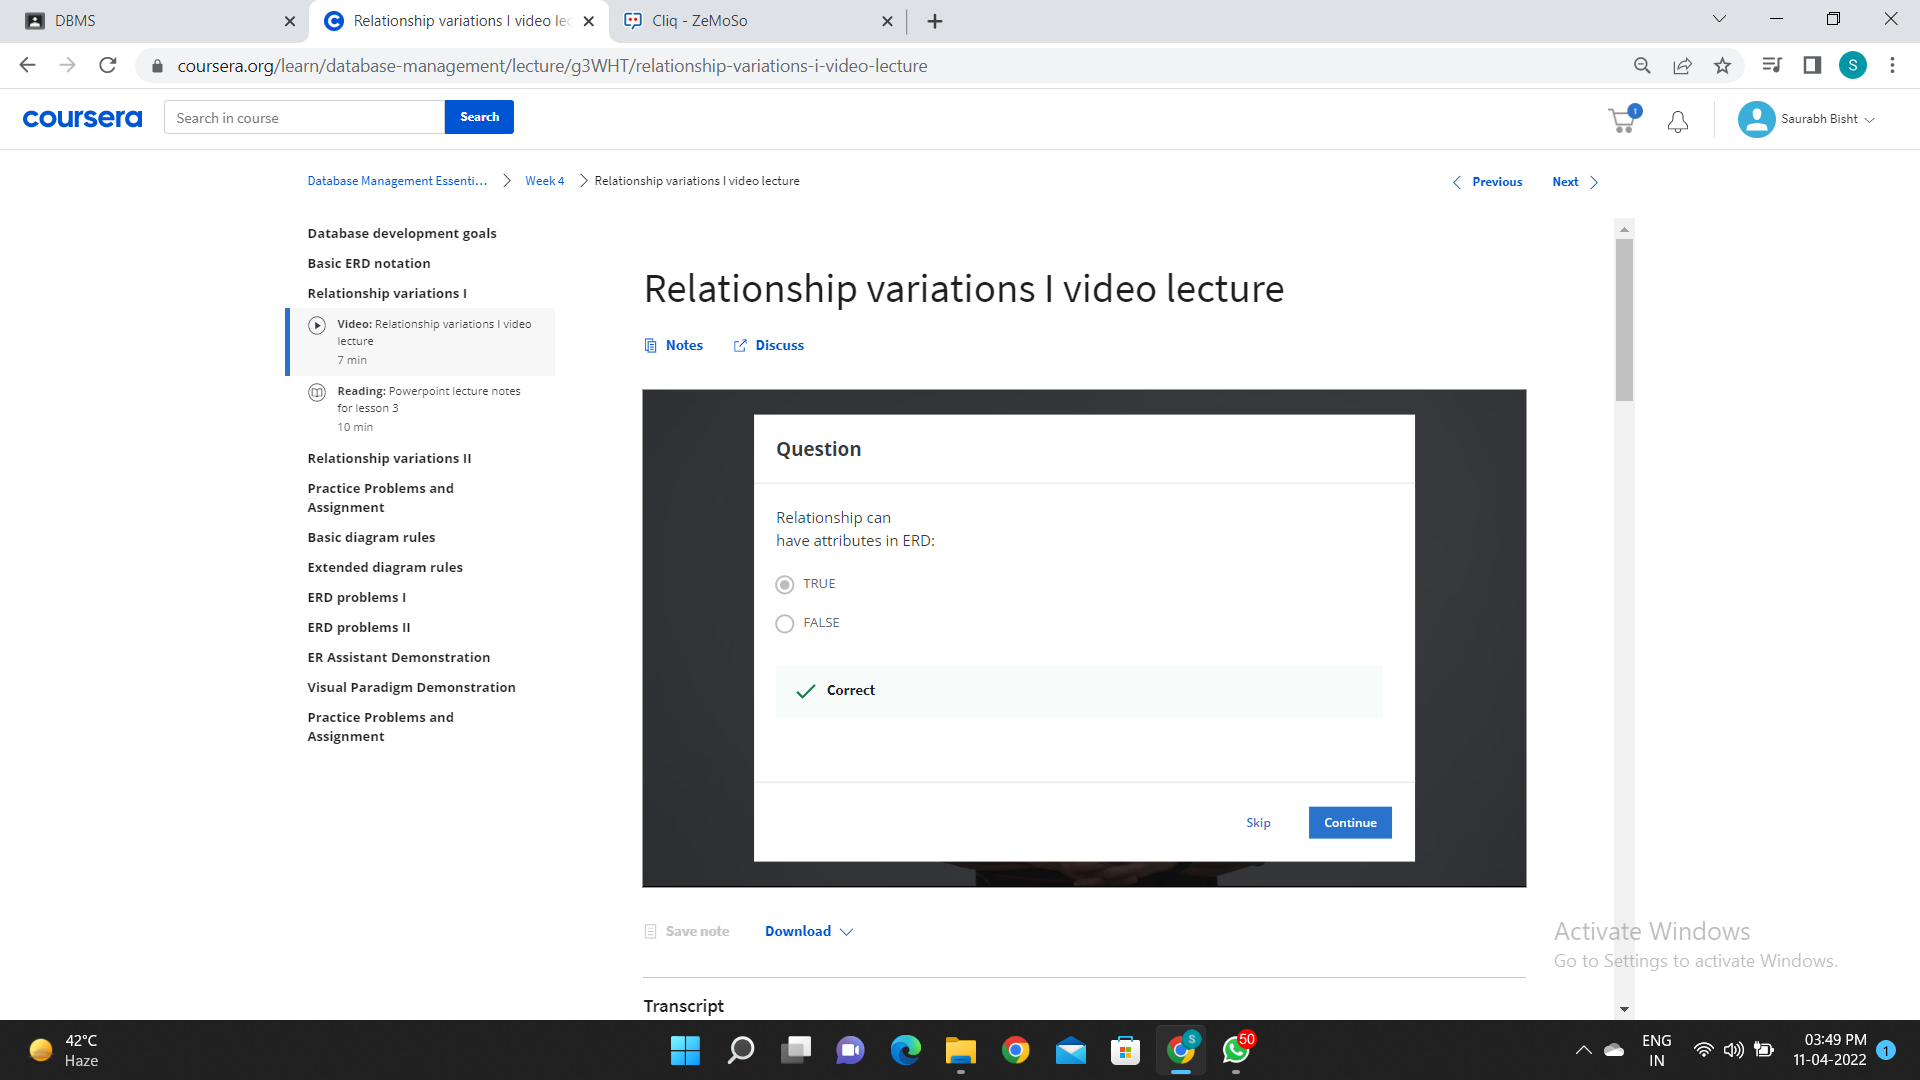 DBMS
Relationship variations I video lec
Cliq - ZeMoSo
coursera.org/learn/database-management/lecture/g3WHT/relationship-variations-i-video-lecture
S
coursera
Search in course
Search
1
Saurabh Bisht
Database Management Essenti...
Week 4
Relationship variations I video lecture
Previous
Next
Database development goals
Basic ERD notation
Relationship variations I
Video: Relationship variations I video
lecture
7 min
Reading: Powerpoint lecture notes
for lesson 3
10 min
Relationship variations II
Practice Problems and
Assignment
Basic diagram rules
Extended diagram rules
ERD problems I
ERD problems II
ER Assistant Demonstration
Visual Paradigm Demonstration
Practice Problems and
Assignment
Relationship variations I video lecture
Notes
Discuss
Question
Relationship can
have attributes in ERD:
TRUE
FALSE
Correct
Skip
Continue
Save note
Download
Transcript
Activate Windows
Go to Settings to activate Windows.
42°C
Haze
S
50
ENG
IN
03:49 PM
11-04-2022
1